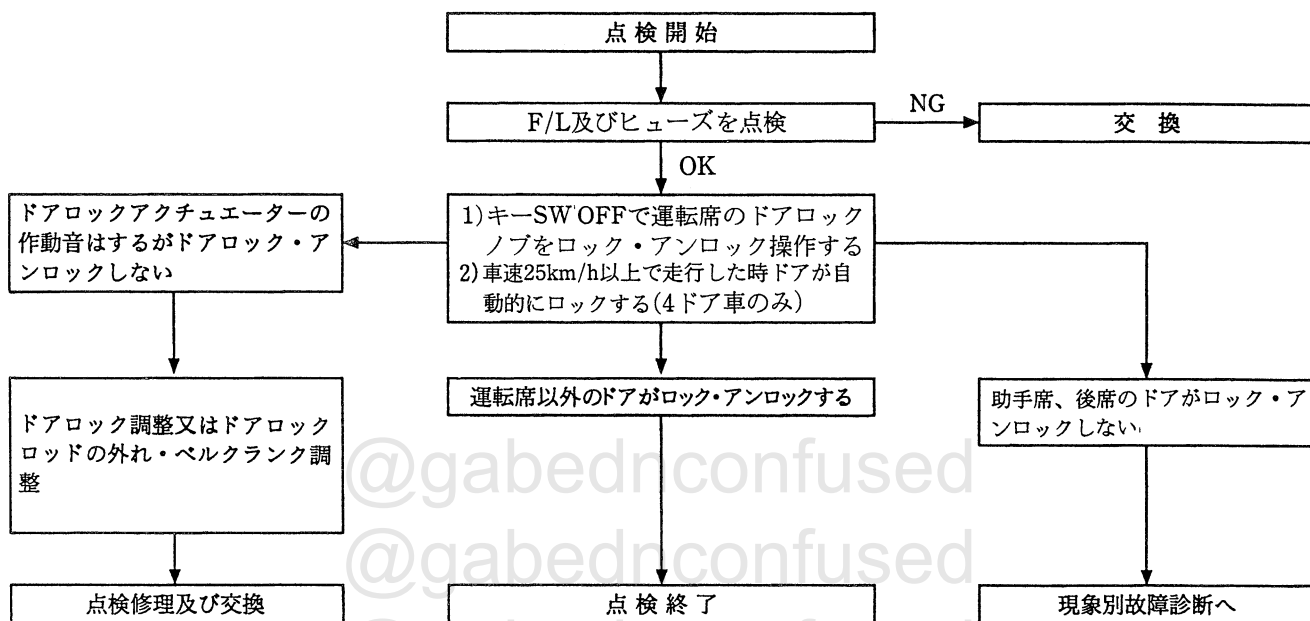 点検開始
F/L及びヒューズを点検
NG
交換
OK
ドアロックアクチュエーターの
作動音はするがドアロック・ア
ンロックしない
1)キーSW'OFFで運転席のドアロック
ノブをロック・アンロック操作する
2)車速25km/h以上で走行した時ドアが自
動的にロックする(4ドア車のみ)
ドアロック調整又はドアロック
ロッドの外れ・ベルクランク調
整
運転席以外のドアがロック・アンロックする
助手席、後席のドアがロック・ア
ンロックしない
@gabednconfused
@gabednconfused
点検修理及び交換
点検終了
現象別故障診断へ